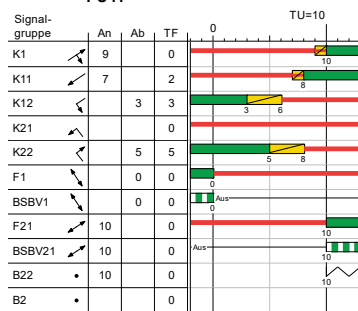 Signal-
gruppe An Ab TF 0 TU=10
K1 9 0 10
K11 7 2 8
K12 3 3 3 6
K21 0
K22 5 5 5 8
F1 0 0 0
BSBV1 0 0 0 Aus
F21 10 0 10
BSBV21 10 0 Aus 10
B22 10 0 10
B2 0